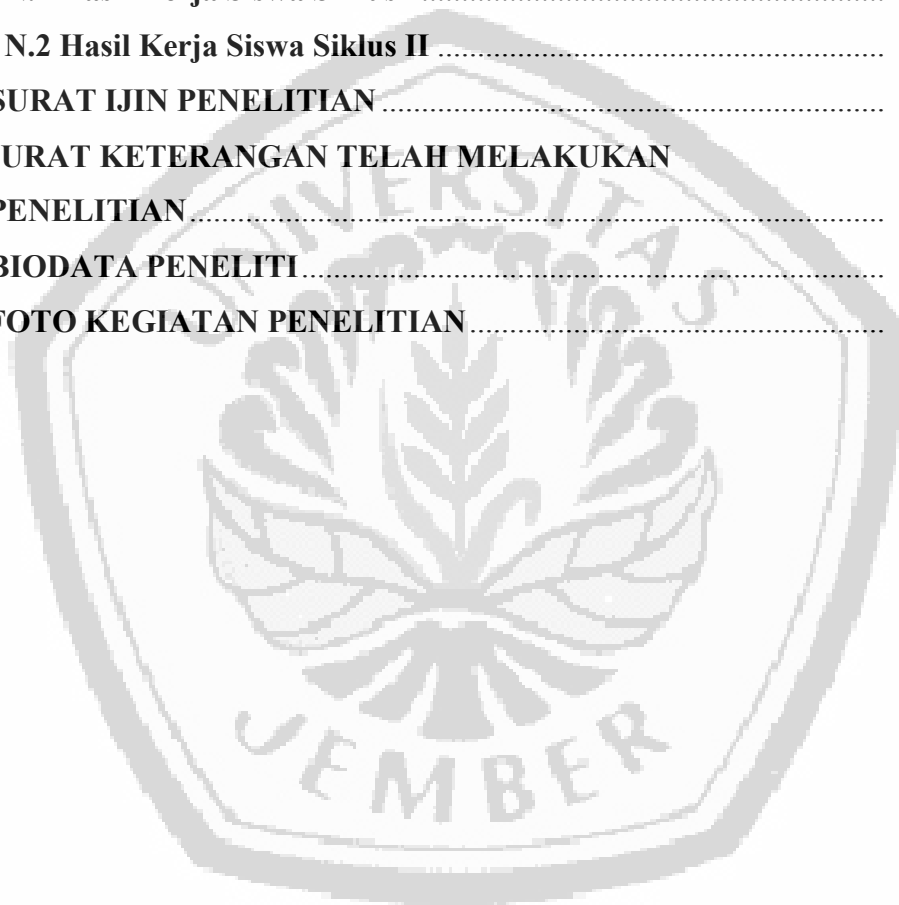 N.2 Hasil Kerja Siswa Siklus II ........................................................
SURAT IJIN PENELITIAN ..............................................................
URAT KETERANGAN TELAH MELAKUKAN
PENELITIAN ......................................................................................
BIODATA PENELITI ........................................................................
FOTO KEGIATAN PENELITIAN ....................................................
UNIVERSITAS
JEMBER